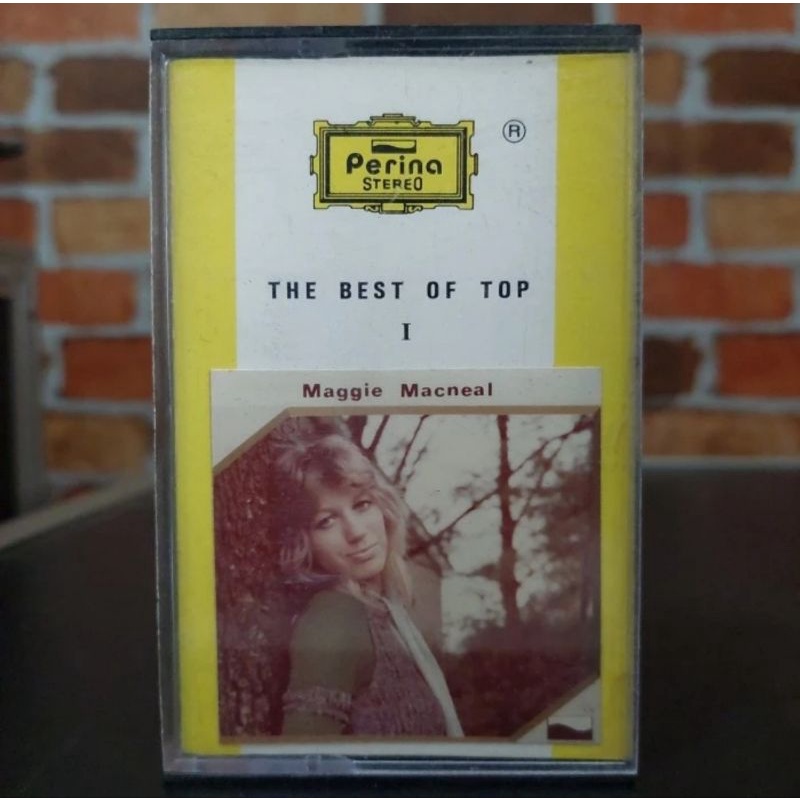 Perina
STEREO
®
THE BEST OF TOP
I
Maggie Macneal